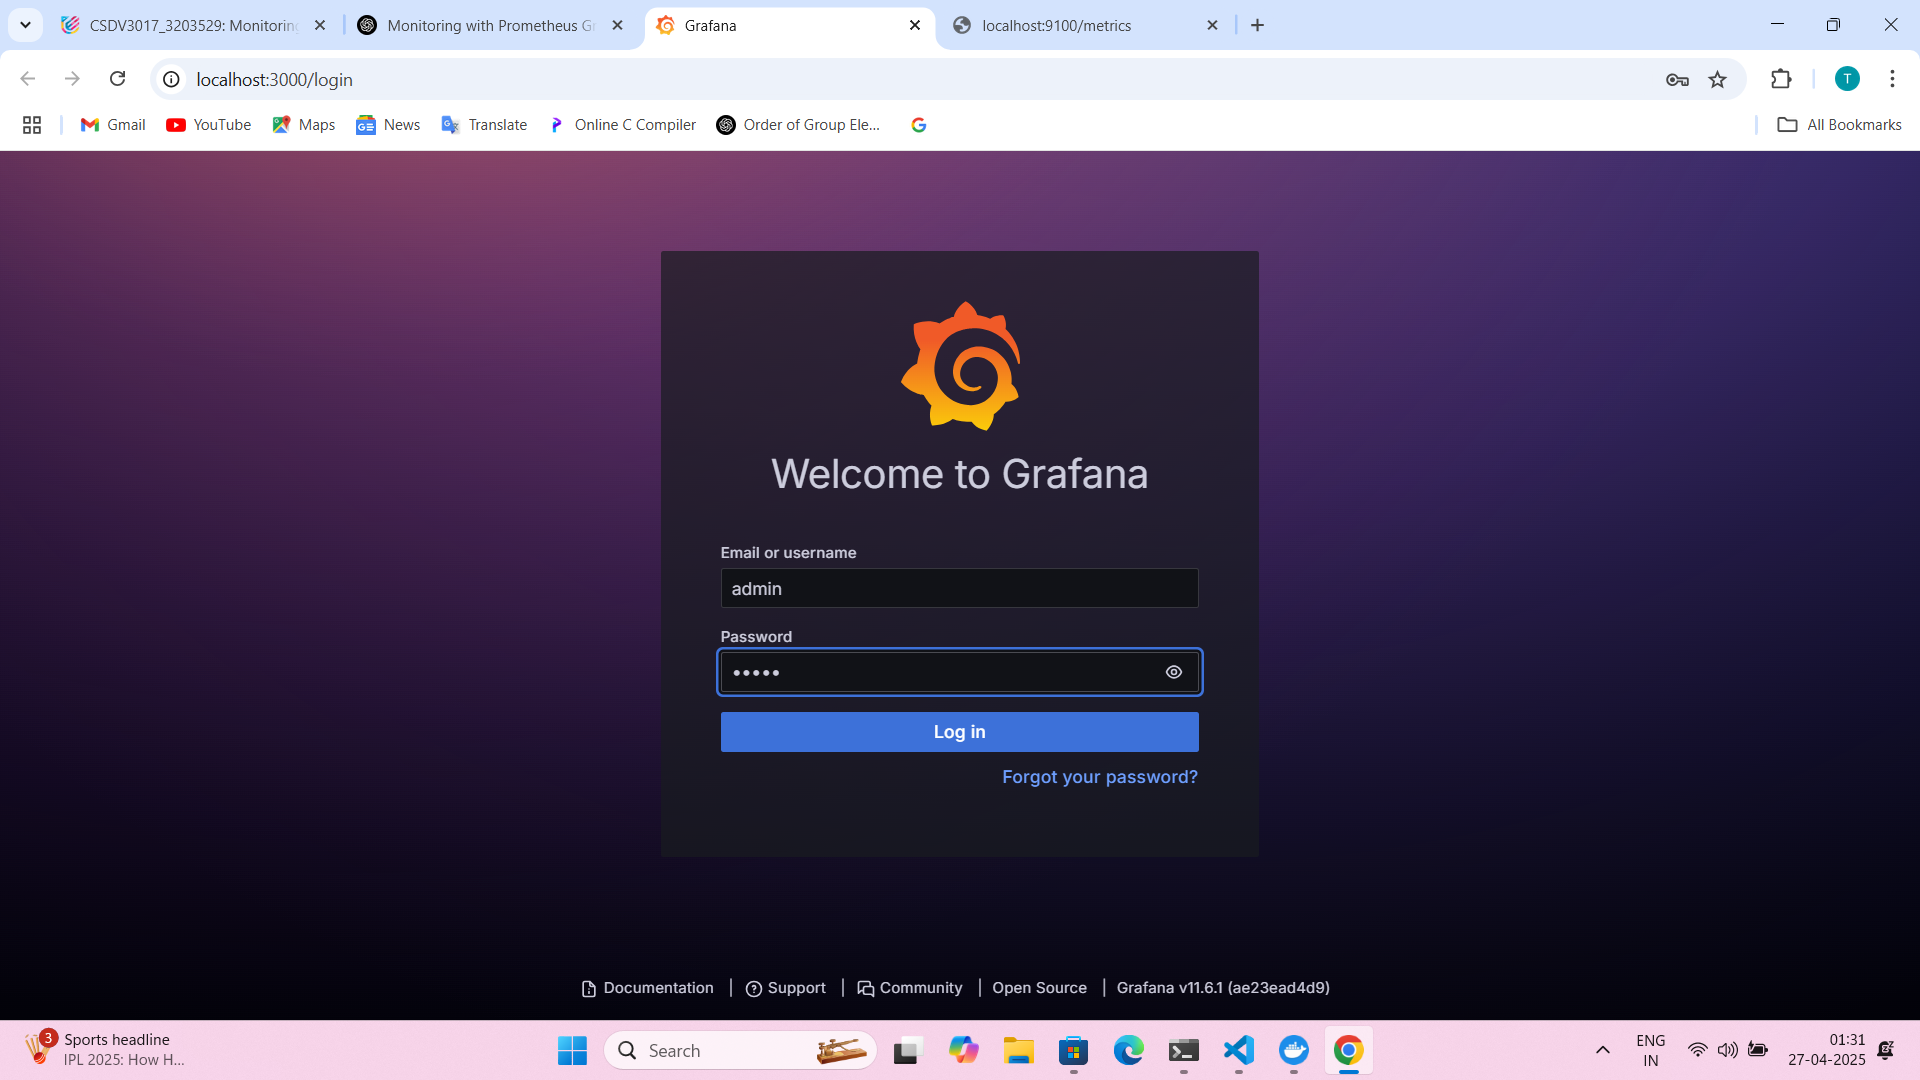 CSDV3017_3203529: Monitoring
Monitoring with Prometheus Gr
Grafana
localhost:9100/metrics
localhost:3000/login
T
Gmail
YouTube
Maps
News
Translate
Online C Compiler
Order of Group Ele...
All Bookmarks
Welcome to Grafana
Email or username
admin
Password
•••••
Log in
Forgot your password?
Documentation | Support | Community | Open Source | Grafana v11.6.1 (ae23ead4d9)
3
Sports headline
IPL 2025: How H...
Search
ENG
IN
01:31
27-04-2025